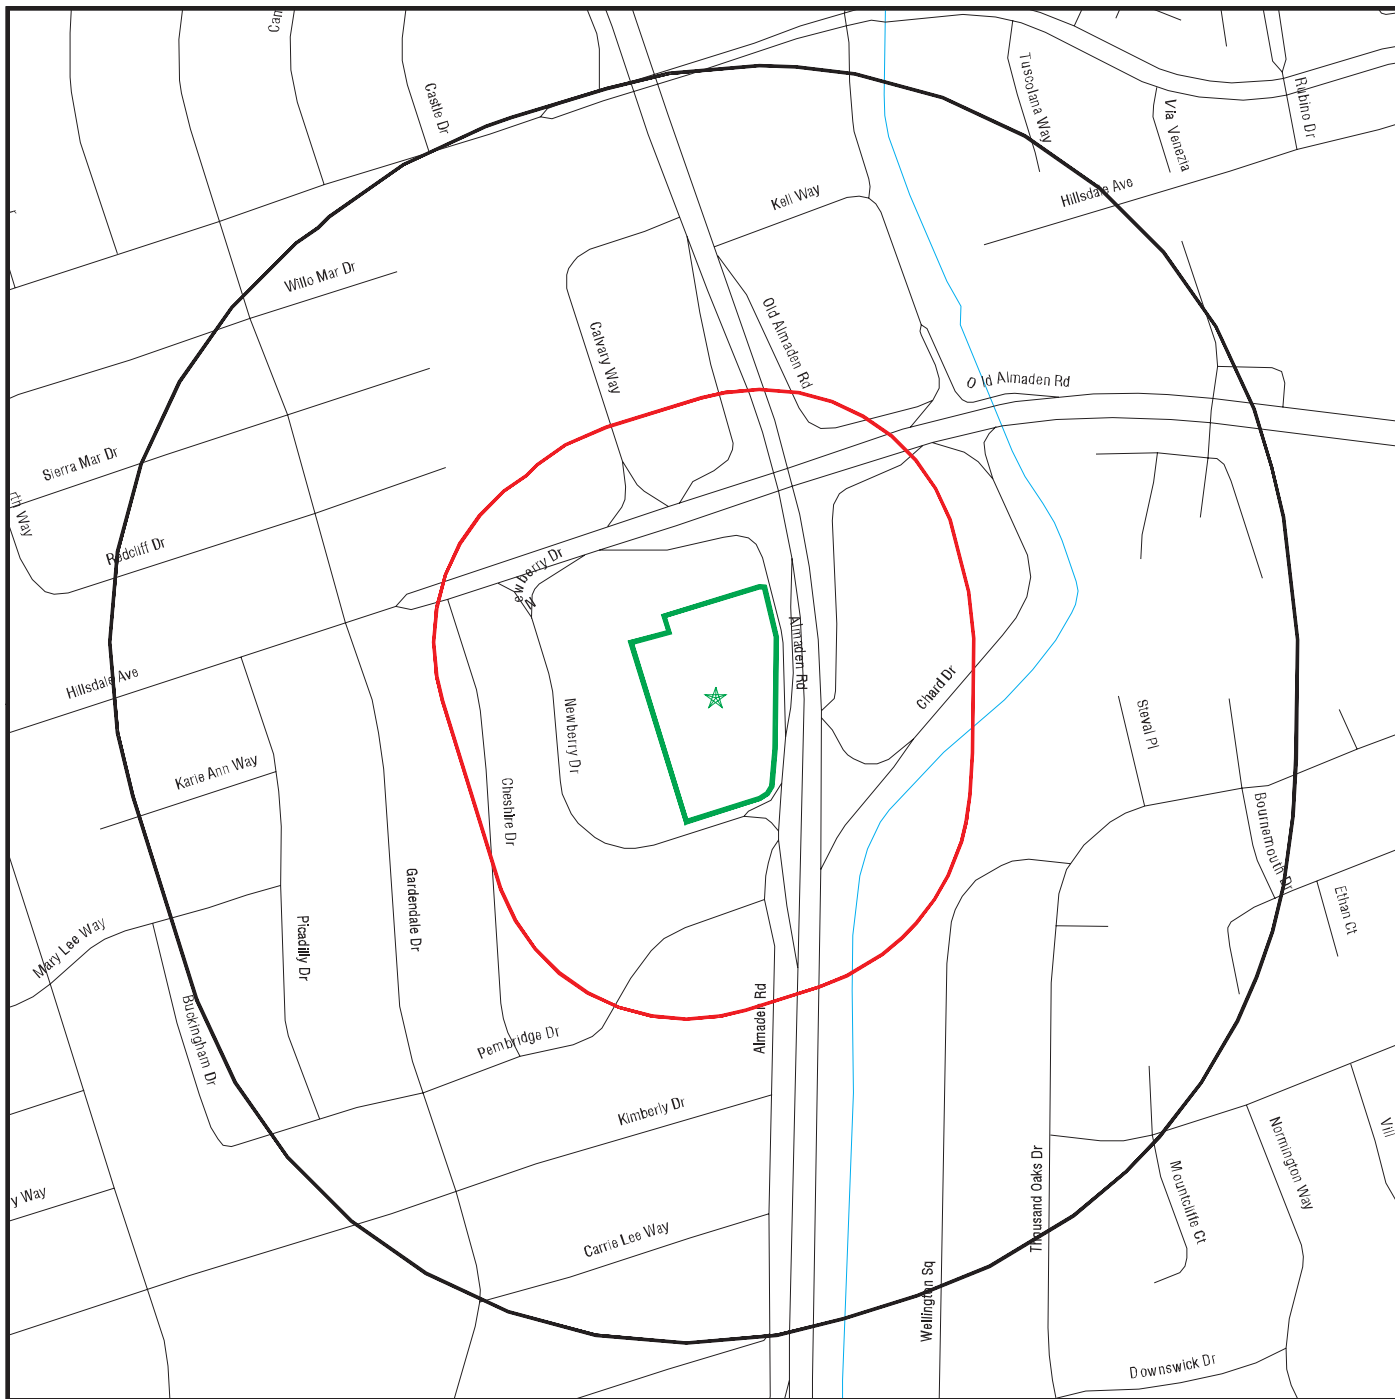 Castle Dr
Tuscolana Way
Via Venezia
Rubino Dr
Kell Way
Hillsdale Ave
Willo Mar Dr
Calvary Way
Old Almaden Rd
Old Almaden Rd
Sierra Mar Dr
Redcliff Dr
Newberry Dr
Hillsdale Ave
Almaden Rd
Chard Dr
Newberry Dr
Steval Pl
Karie Ann Way
Cheshire Dr
Bournemouth Dr
Gardendale Dr
Ethan Ct
Picadilly Dr
Mary Lee Way
Buckingham Dr
Almaden Rd
Pembridge Dr
Kimberly Dr
Normington Way
Mountcliffe Ct
Thousand Oaks Dr
y Way
Carrie Lee Way
Wellington Sq
Downswick Dr